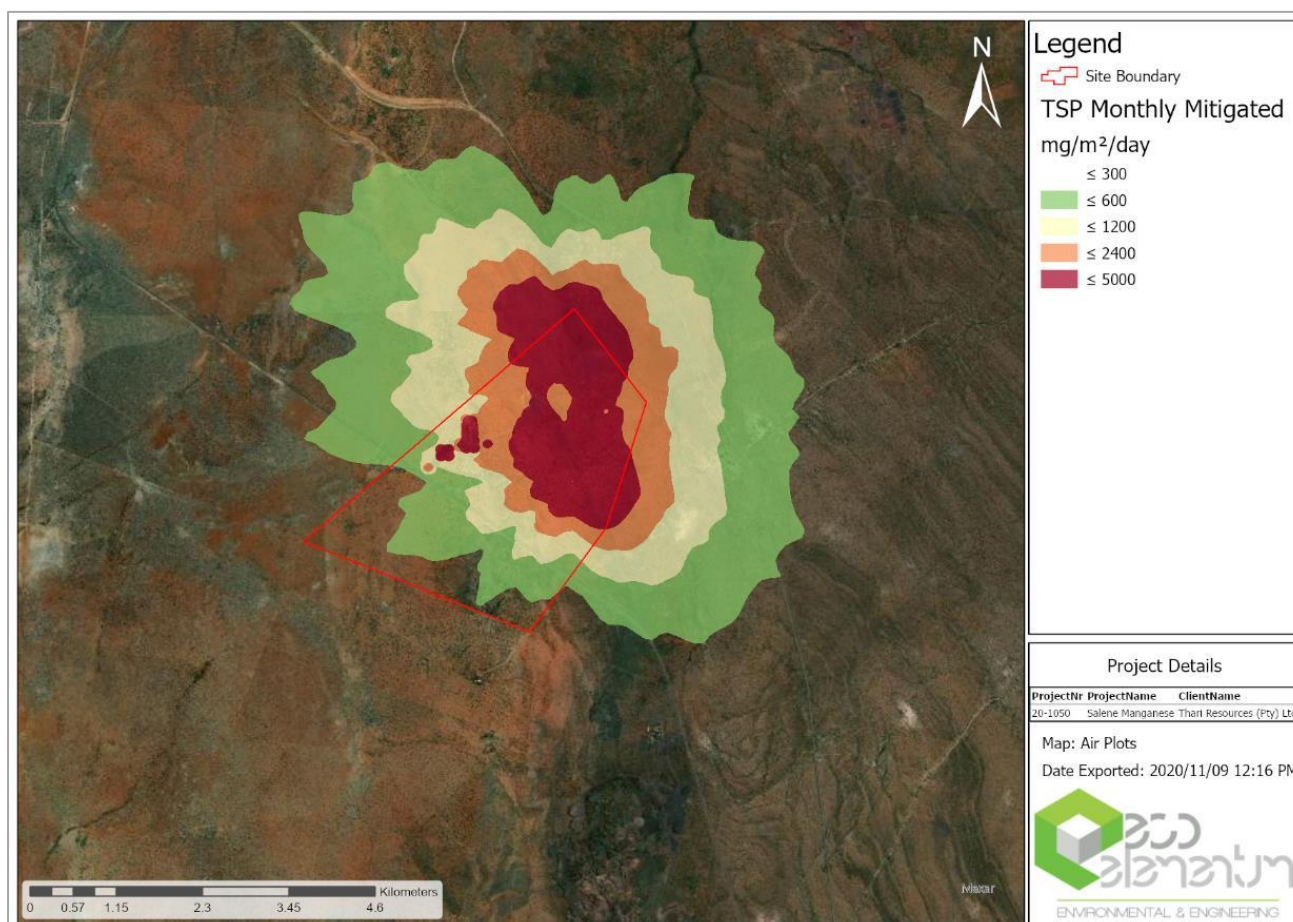 N
Legend
Site Boundary
TSP Monthly Mitigated
mg/m²/day
≤ 300
≤ 600
≤ 1200
≤ 2400
≤ 5000
Project Details
ProjectNr ProjectName ClientName
20-1050 Salene Manganese Thari Resources (Pty) Ltd
Map: Air Plots
Date Exported: 2020/11/09 12:16 PM
eco
elementum
ENVIRONMENTAL & ENGINEERING
Kilometers
0 0.57 1.15 2.3 3.45 4.6
Maxar